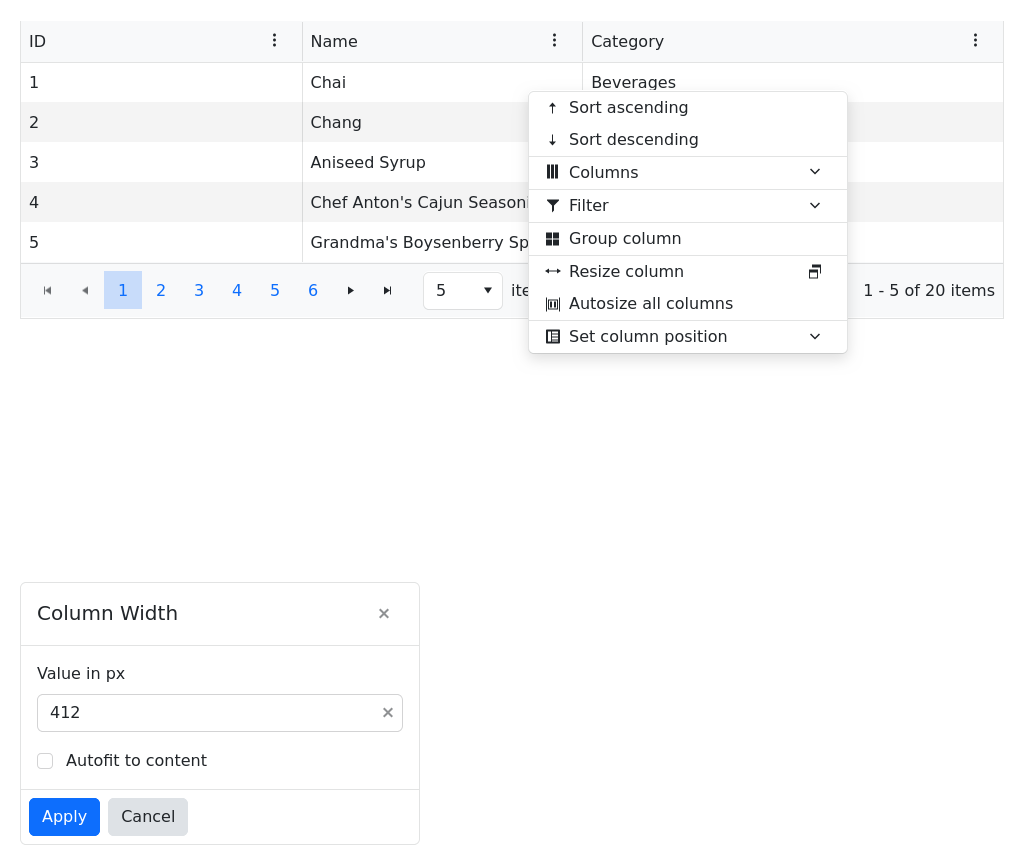 ID Name Category
1 Chai Beverages
2 Chang
3 Aniseed Syrup
4 Chef Anton's Cajun
5 Grandma's Boysenberry
1 2 3 4 5 6 5 1 - 5 of 20 items
Sort ascending
Sort descending
Columns
Filter
Group column
Resize column
Autosize all columns
Set column position
Column Width
Value in px
412
Autofit to content
Apply Cancel